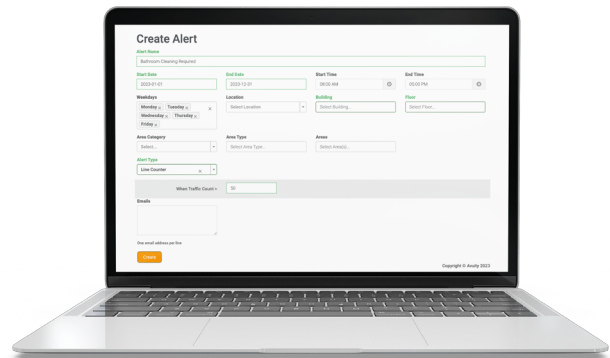 Create Alert
Alert Name
Bathroom Cleaning Required
Start Date End Date Start Time End Time
2023-01-01 2023-12-31 08:00 AM 05:00 PM
Weekdays Location Building Floor
Monday × Tuesday × × Select Location Select Building... Select Floor...
Wednesday × Thursday ×
Friday ×
Area Category Area Type Areas
Select... Select Area Type... Select Area(s)...
Alert Type
Line Counter ×
When Traffic Count = 50
Emails
One email address per line
Create
Copyright © Avuity 2023